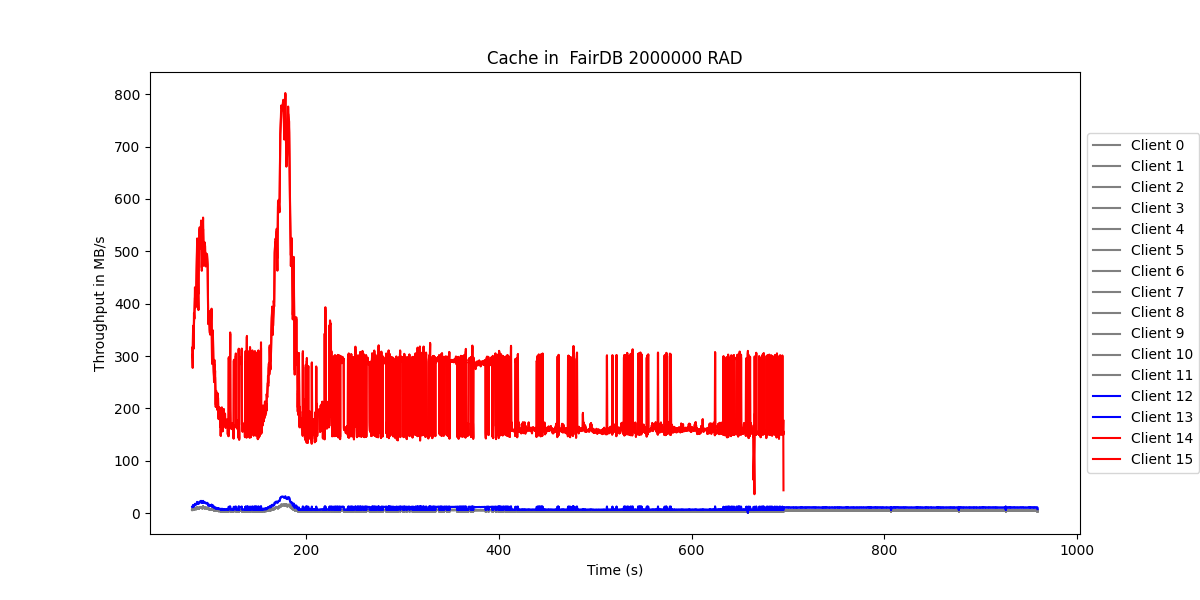 Cache in  FairDB 2000000 RAD
Throughput in MB/s
800
700
600
500
400
300
200
100
0
200
400
600
800
1000
Time (s)
Client 0
Client 1
Client 2
Client 3
Client 4
Client 5
Client 6
Client 7
Client 8
Client 9
Client 10
Client 11
Client 12
Client 13
Client 14
Client 15